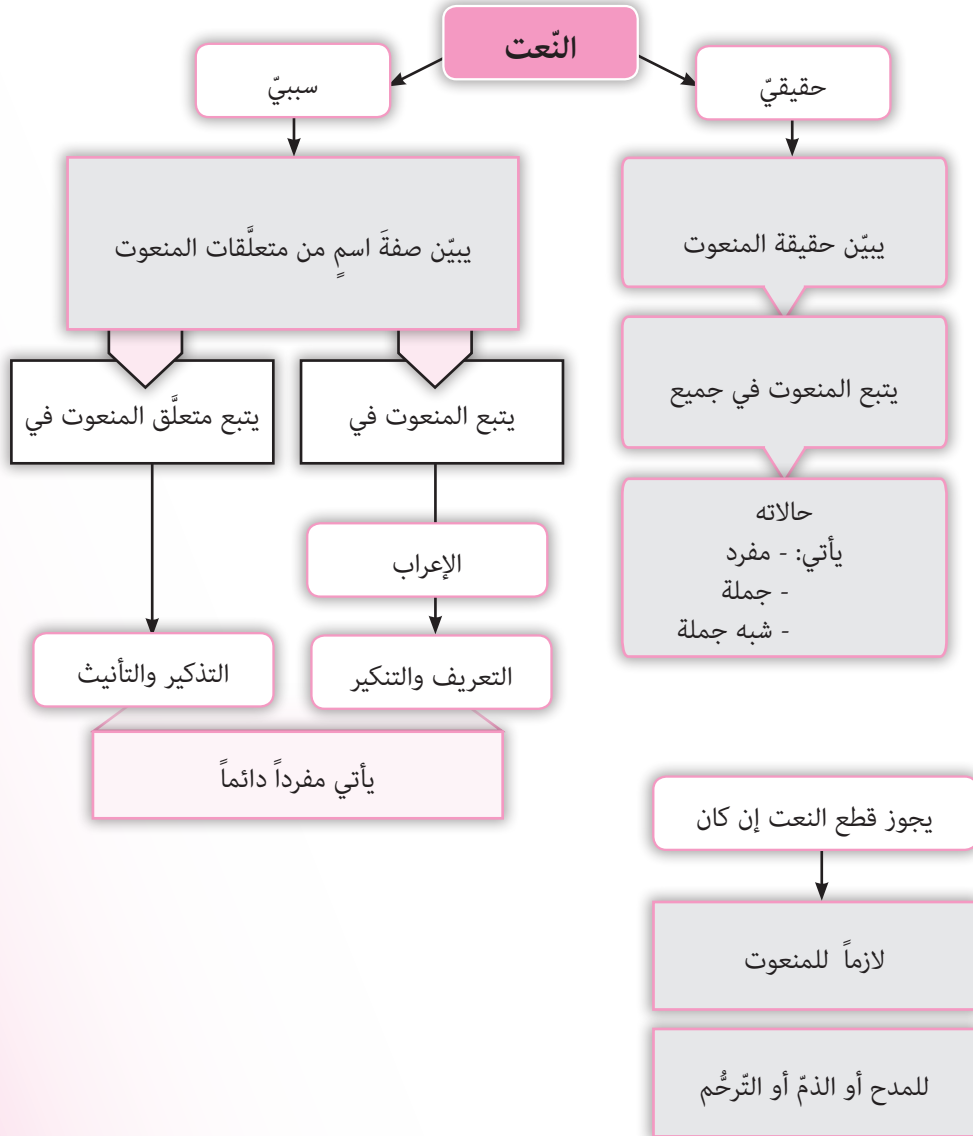 النّعت
حقيقيّ
يبيّن حقيقة المنعوت
يتبع المنعوت في جميع
حالاته
يأتي: - مفرد
- جملة
- شبه جملة
سببيّ
يبيّن صفةَ اسمٍ من متعلَّقات المنعوت
يتبع المنعوت في
الإعراب
التعريف والتنكير
يتبع متعلَّق المنعوت في
التذكير والتأنيث
يأتي مفرداً دائماً
يجوز قطع النعت إن كان
لازماً للمنعوت
للمدح أو الذمّ أو التّرحُّم